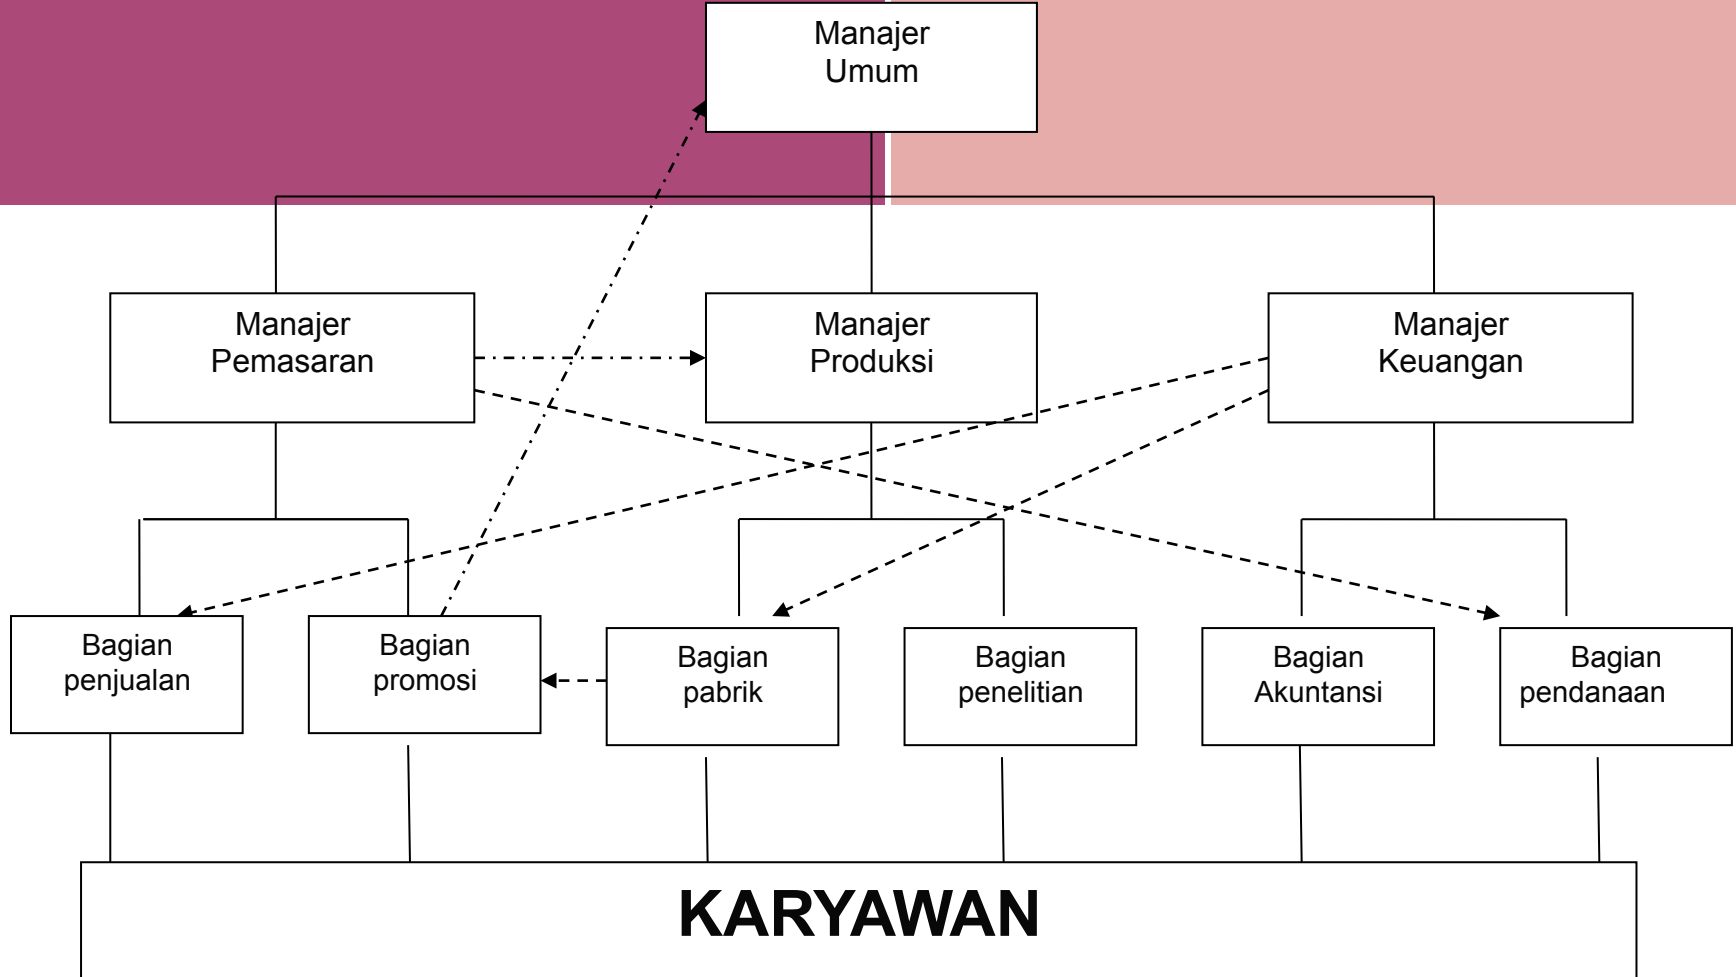 Manajer
Umum
Manajer
Pemasaran
Manajer
Produksi
Manajer
Keuangan
Bagian
penjualan
Bagian
promosi
Bagian
pabrik
Bagian
penelitian
Bagian
Akuntansi
Bagian
pendanaan
KARYAWAN